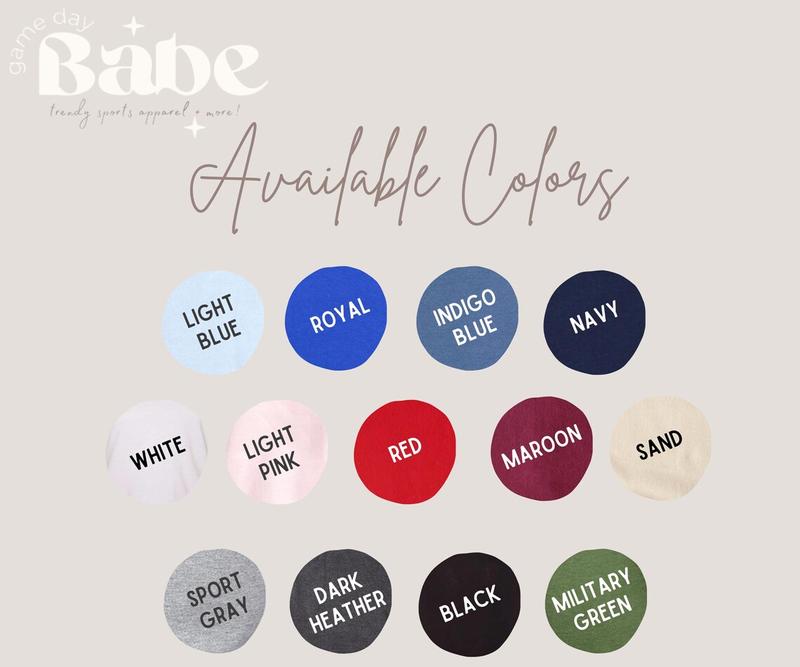 game day
Babe
trendy sports apparel + more!
Available Colors
LIGHT
BLUE
ROYAL
INDIGO
BLUE
NAVY
WHITE
LIGHT
PINK
RED
MAROON
SAND
SPORT
GRAY
DARK
HEATHER
BLACK
MILITARY
GREEN